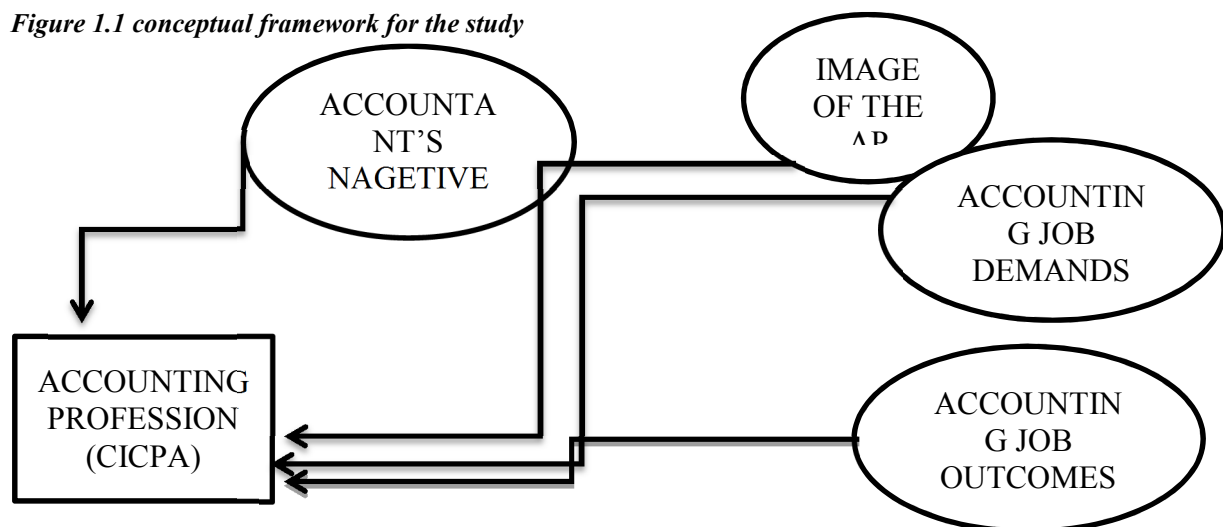 Figure 1.1 conceptual framework for the study
ACCOUNTA
NT'S
NAGETIVE
IMAGE
OF THE
AP
ACCOUNTIN
G JOB
DEMANDS
ACCOUNTING
PROFESSION
(CICPA)
ACCOUNTIN
G JOB
OUTCOMES